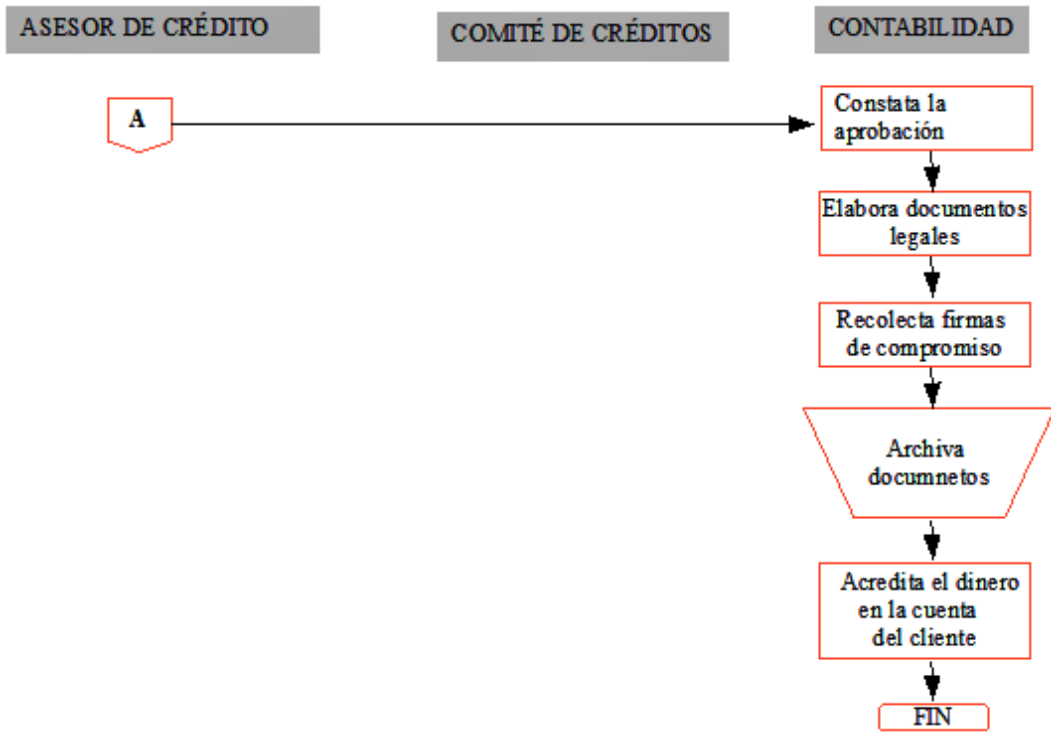 ASESOR DE CRÉDITO
COMITÉ DE CRÉDITOS
CONTABILIDAD
A
Constata la
aprobación
Elabora documentos
legales
Recolecta firmas
de compromiso
Archiva
documnetos
Acredita el dinero
en la cuenta
del cliente
FIN